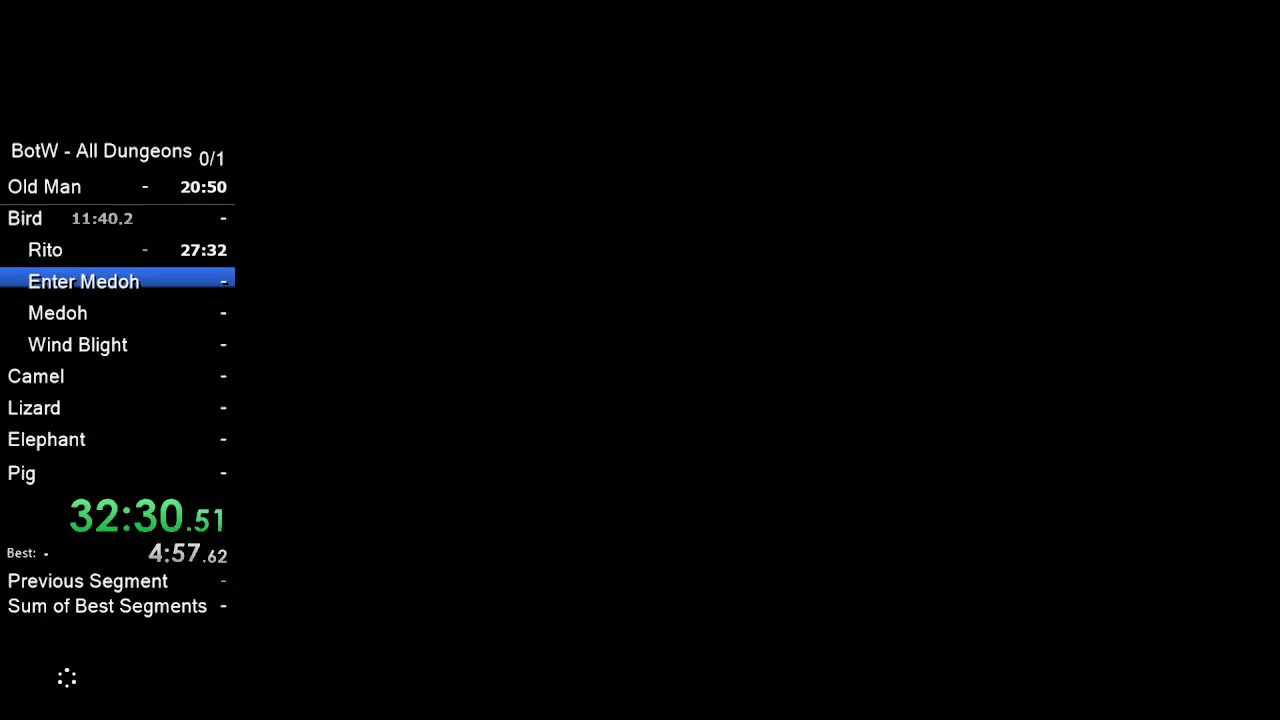 BotW - All Dungeons 0/1
Old Man - 20:50
Bird 11:40.2 -
Rito - 27:32
Enter Medoh -
Medoh -
Wind Blight -
Camel -
Lizard -
Elephant -
Pig -
32:30.51
Best: - 4:57.62
Previous Segment -
Sum of Best Segments -